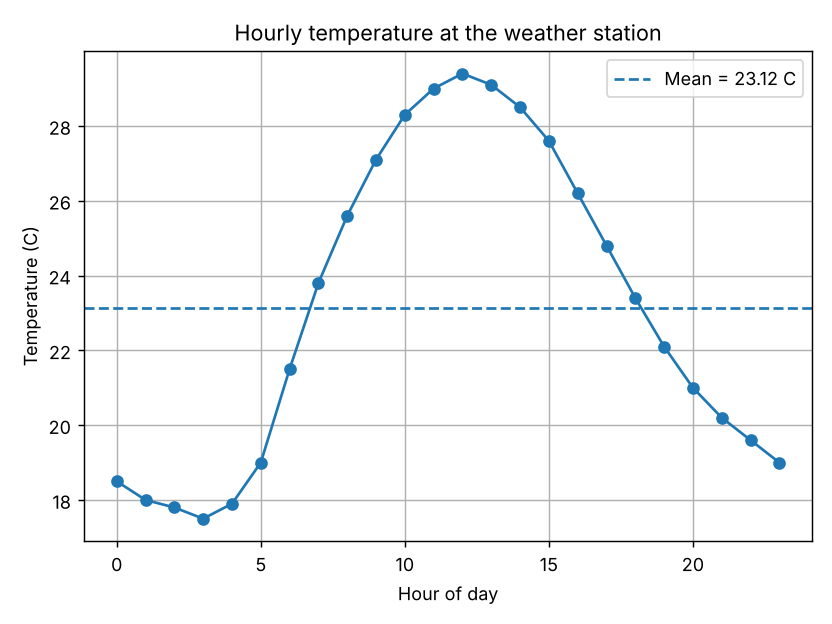 Hourly temperature at the weather station
Mean = 23.12 C
Temperature (C)
28
26
24
22
20
18
0 5 10 15 20
Hour of day